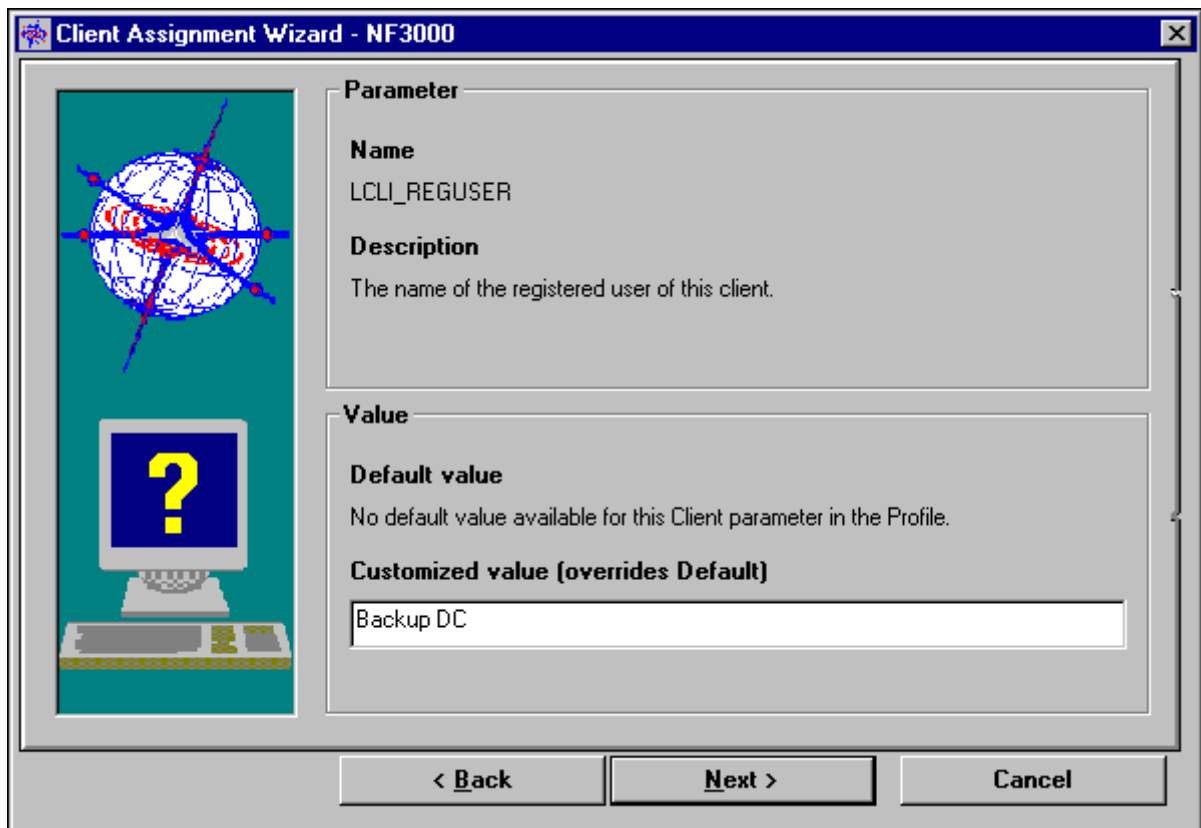 Client Assignment Wizard - NF3000
Parameter
Name
LCLI_REGUSER
Description
The name of the registered user of this client.
Value
Default value
No default value available for this Client parameter in the Profile.
Customized value (overrides Default)
Backup DC
< Back
Next >
Cancel
?